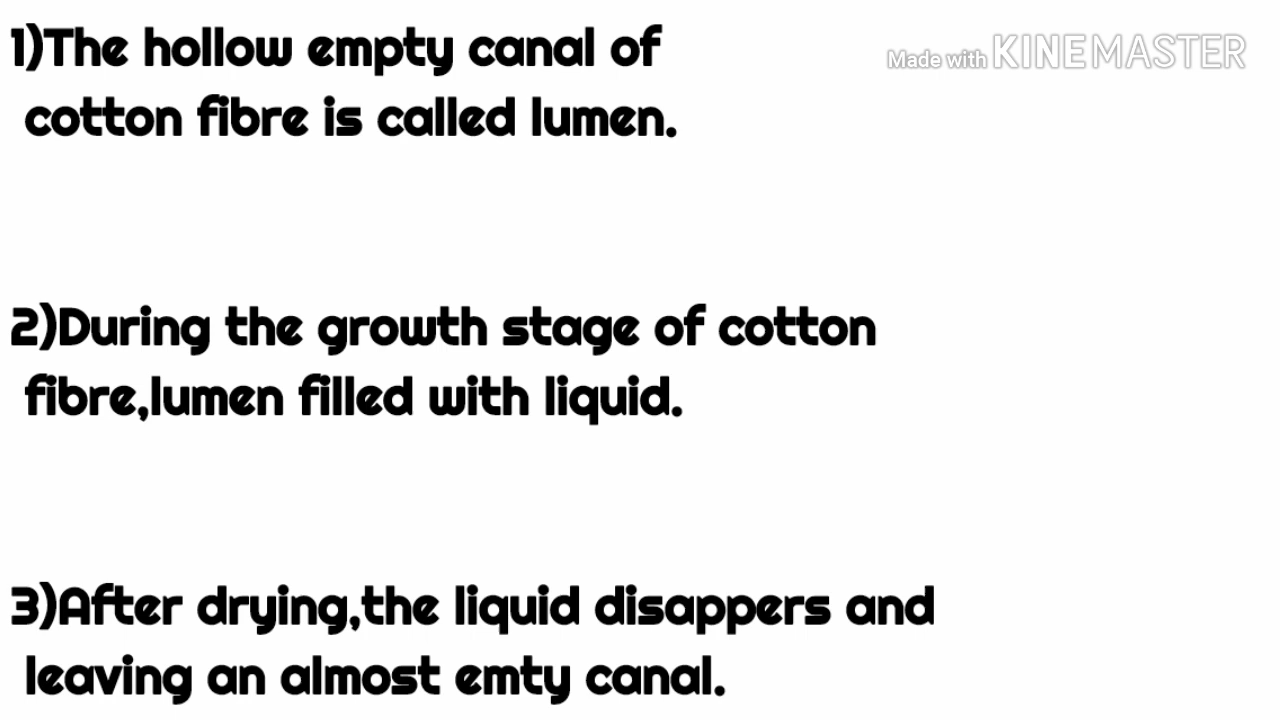 1)The hollow empty canal of
cotton fibre is called lumen.
Made with KINEMASTER
2)During the growth stage of cotton
fibre,lumen filled with liquid.
3)After drying,the liquid disappers and
leaving an almost emty canal.